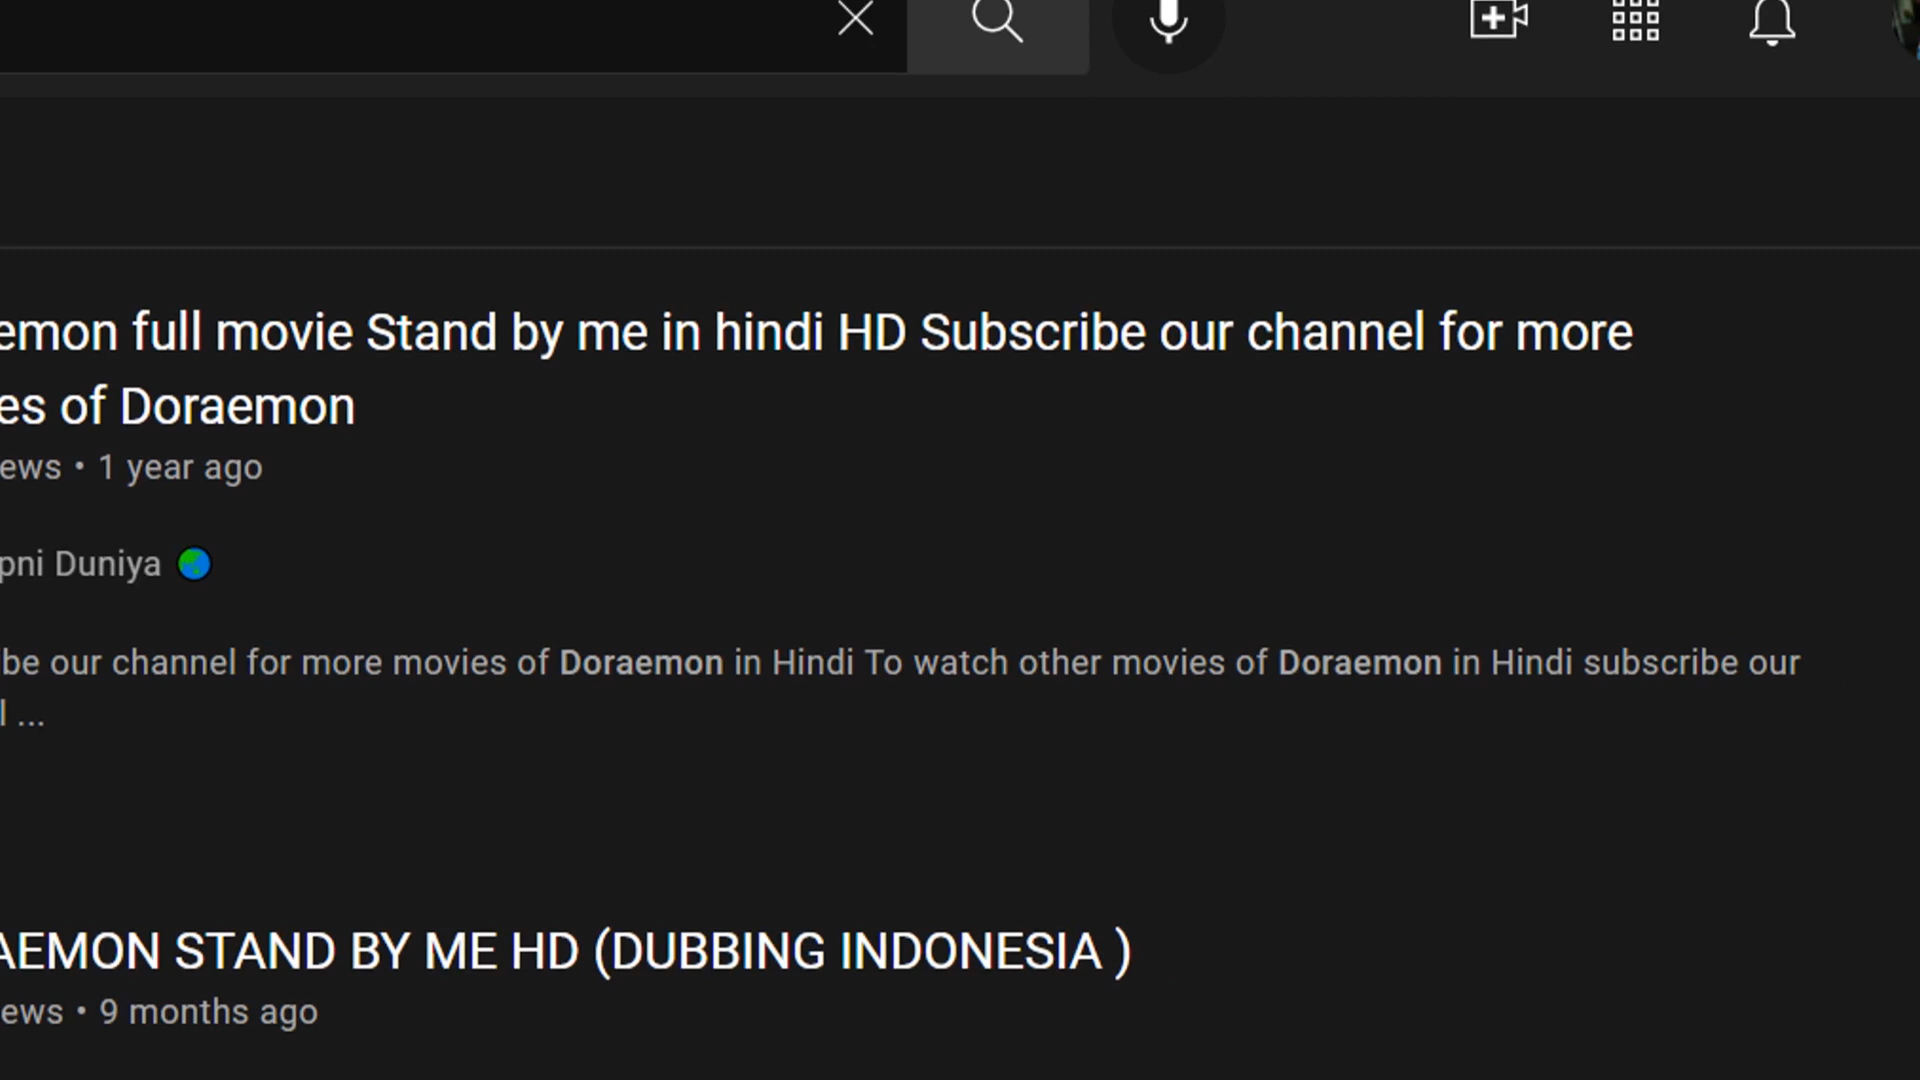 emon full movie Stand by me in hindi HD Subscribe our channel for more
es of Doraemon
ews • 1 year ago
pni Duniya
be our channel for more movies of Doraemon in Hindi To watch other movies of Doraemon in Hindi subscribe our
l ...
AEMON STAND BY ME HD (DUBBING INDONESIA )
ews • 9 months ago